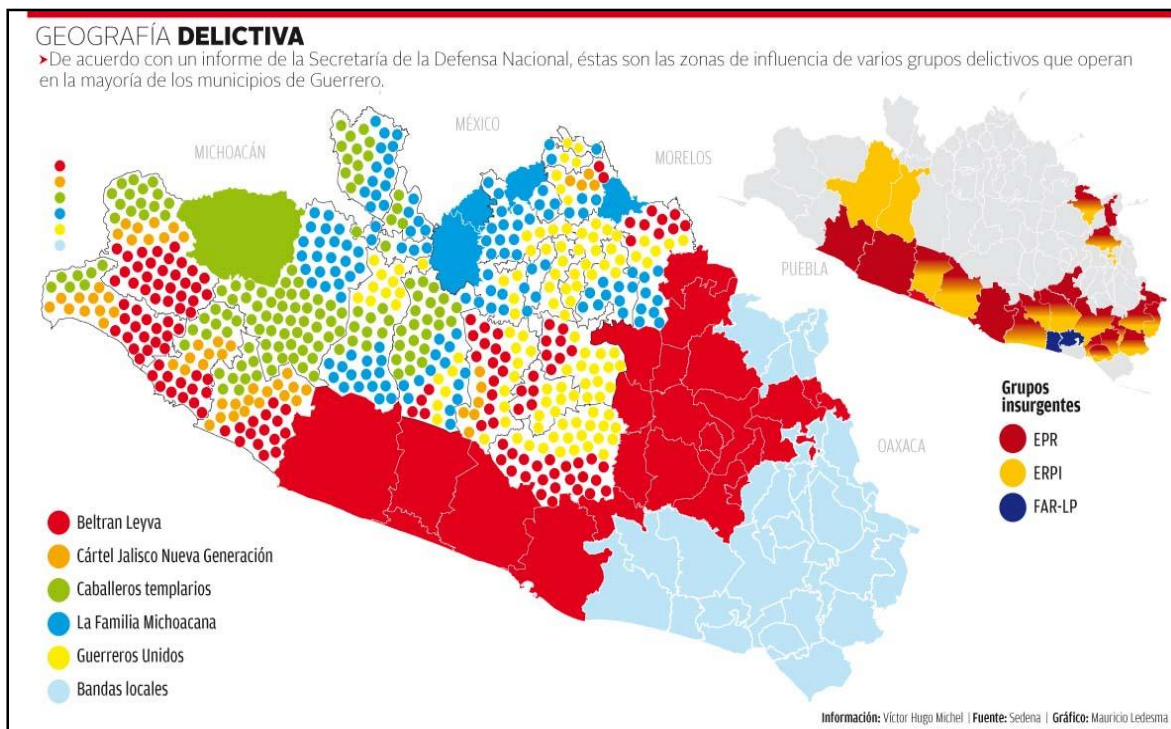 GEOGRAFÍA DELICTIVA
➤De acuerdo con un informe de la Secretaría de la Defensa Nacional, éstas son las zonas de influencia de varios grupos delictivos que operan
en la mayoría de los municipios de Guerrero.
MICHOACÁN
MÉXICO
MORELOS
PUEBLA
OAXACA
Beltran Leyva
Cártel Jalisco Nueva Generación
Caballeros templarios
La Familia Michoacana
Guerreros Unidos
Bandas locales
Grupos
insurgentes
EPR
ERPI
FAR-LP
Información: Víctor Hugo Michel | Fuente: Sedena | Gráfico: Mauricio Ledesma